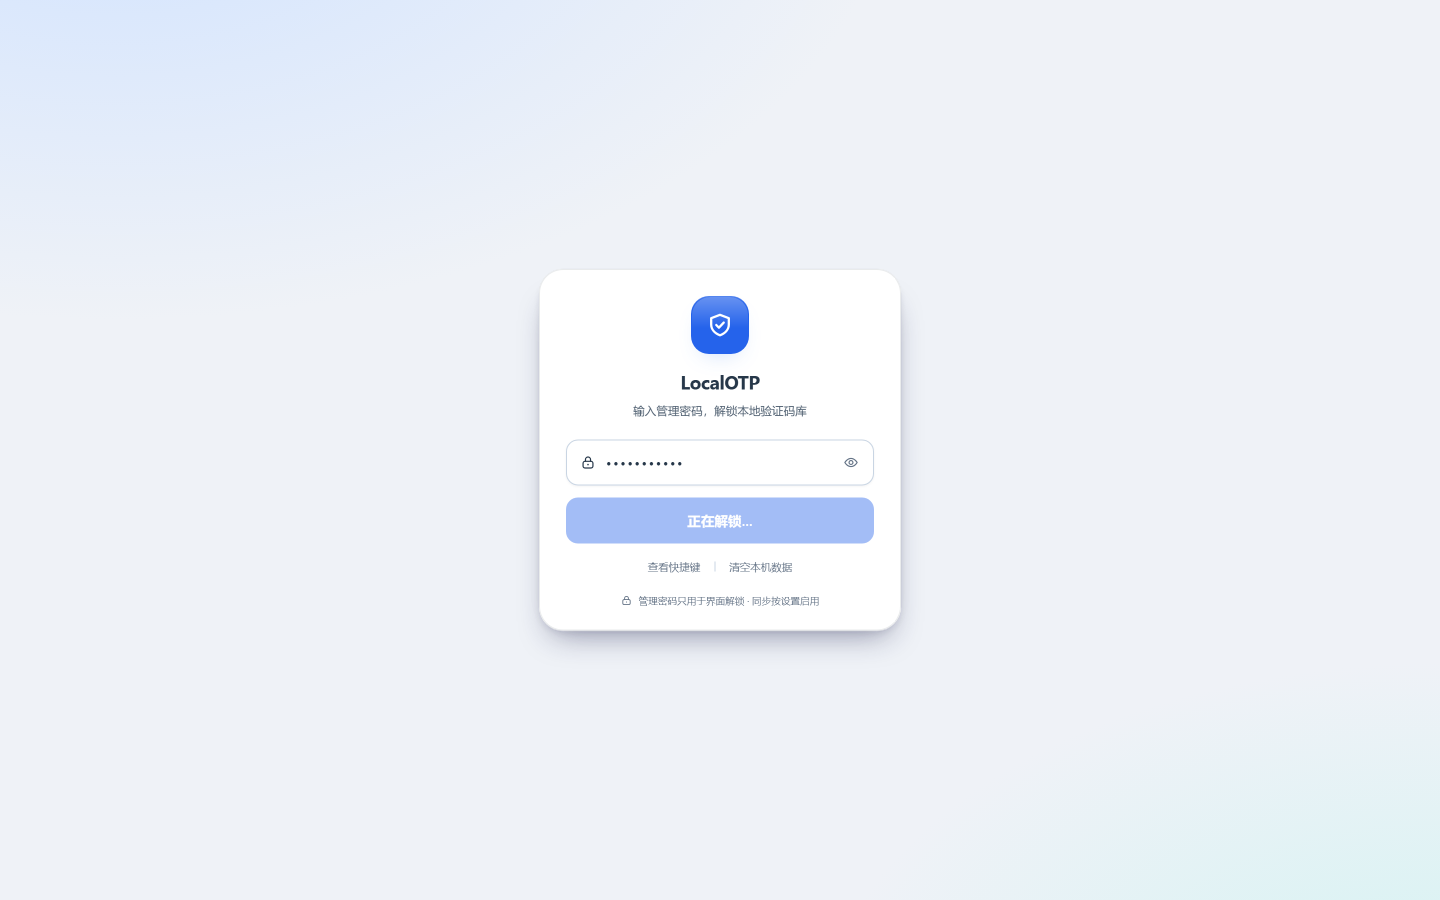 LocalOTP
输入管理密码，解锁本地验证码库
•••••••••••
正在解锁...
查看快捷键 | 清空本机数据
管理密码只用于界面解锁 · 同步按设置启用